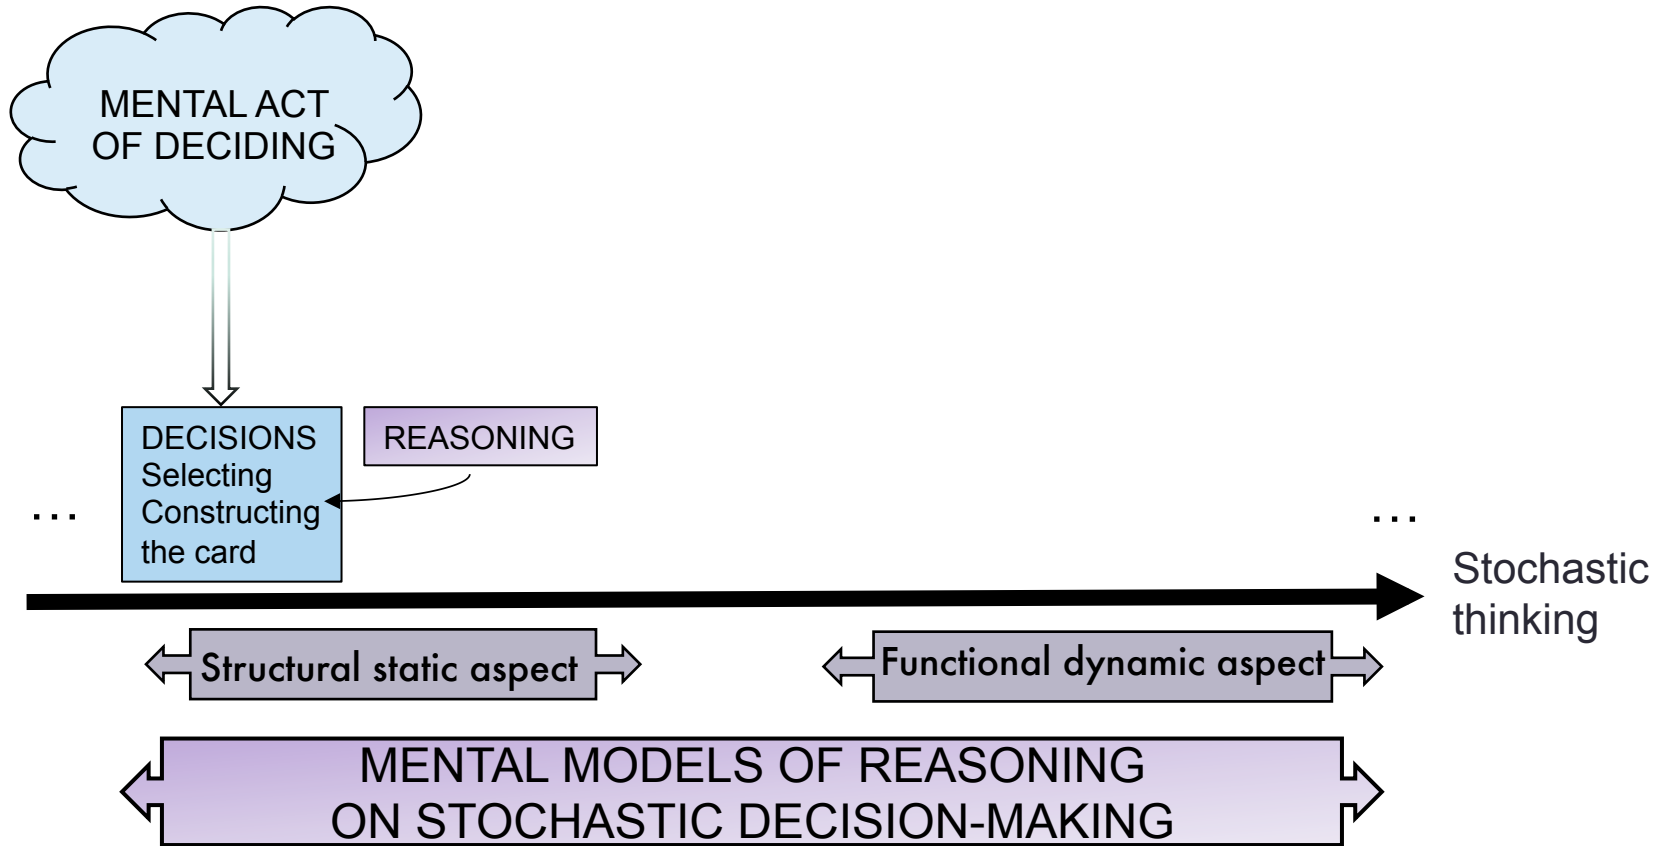 MENTAL ACT
OF DECIDING
DECISIONS
Selecting
Constructing
the card
REASONING
...
...
Stochastic
thinking
Structural static aspect
Functional dynamic aspect
MENTAL MODELS OF REASONING
ON STOCHASTIC DECISION-MAKING